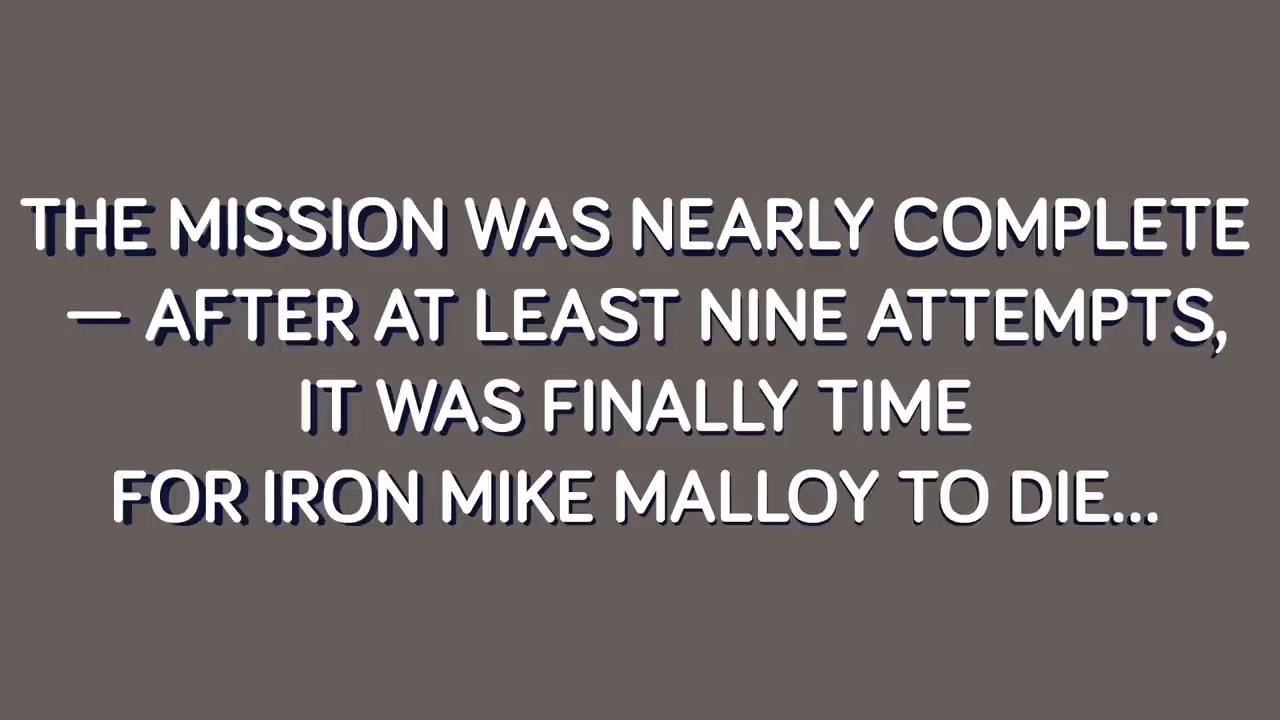 THE MISSION WAS NEARLY COMPLETE
— AFTER AT LEAST NINE ATTEMPTS,
IT WAS FINALLY TIME
FOR IRON MIKE MALLOY TO DIE...